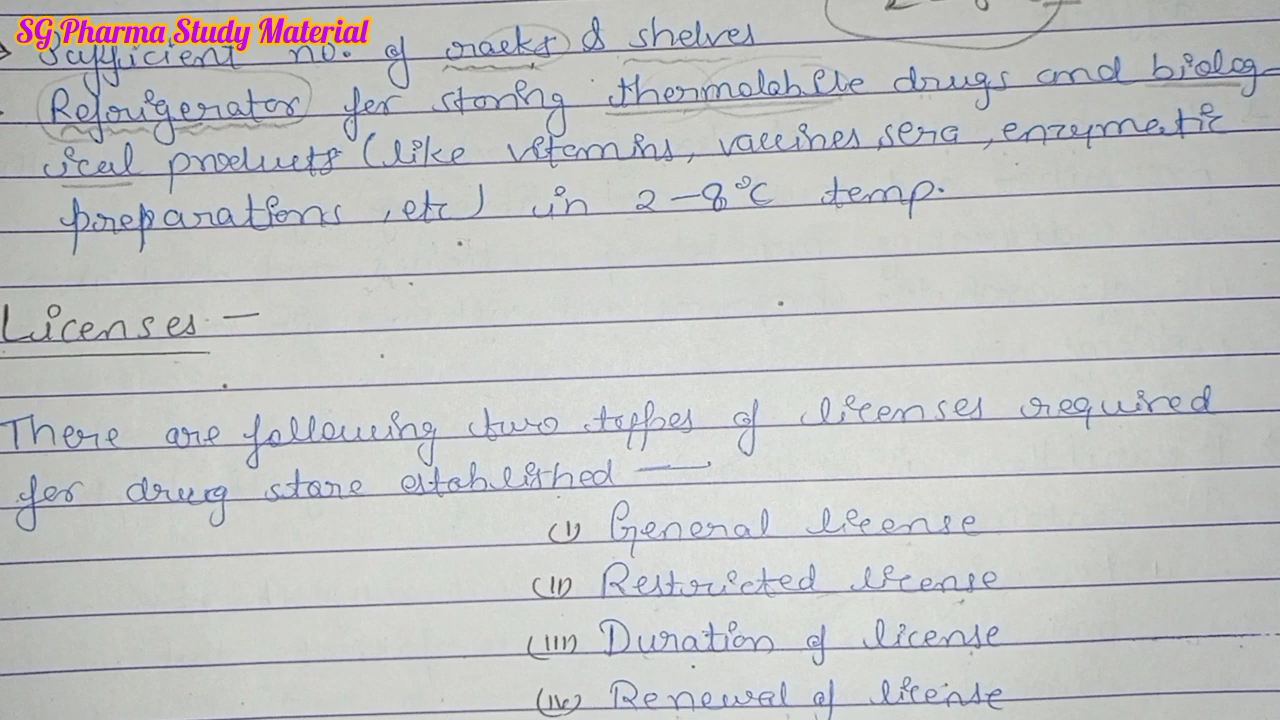 SG Pharma Study Material
Sufficient no. of racks & shelves
Refrigerator for storing thermolabile drugs and biolog-
ical products (like vitamins, vaccines, sera, enzymatic
preparations, etc) in 2-8°C temp.
Licenses -
There are following two types of licenses required
for drug store established —
(I) General license
(II) Restricted license
(III) Duration of license
(IV) Renewal of license